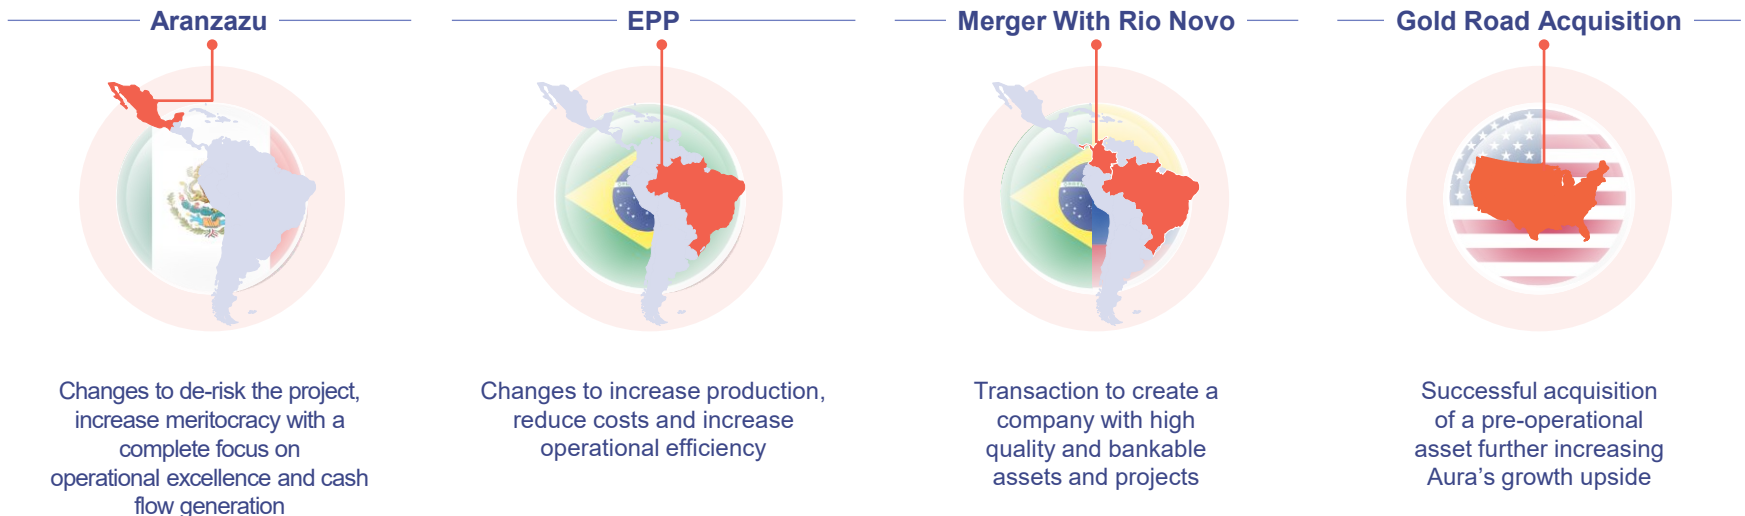 Aranzazu
Changes to de-risk the project,
increase meritocracy with a
complete focus on
operational excellence and cash
flow generation
EPP
Changes to increase production,
reduce costs and increase
operational efficiency
Merger With Rio Novo
Transaction to create a
company with high
quality and bankable
assets and projects
Gold Road Acquisition
Successful acquisition
of a pre-operational
asset further increasing
Aura’s growth upside